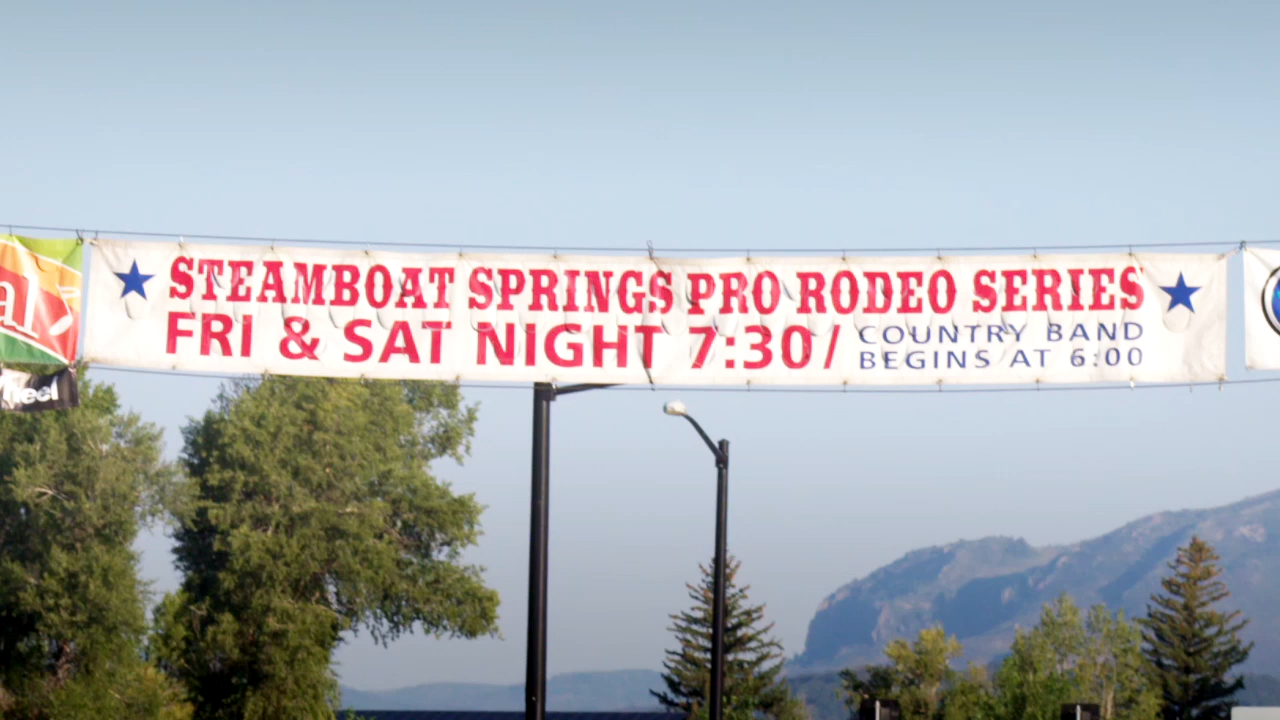 STEAMBOAT SPRINGS PRO RODEO SERIES
FRI & SAT NIGHT 7:30/
COUNTRY BAND
BEGINS AT 6:00